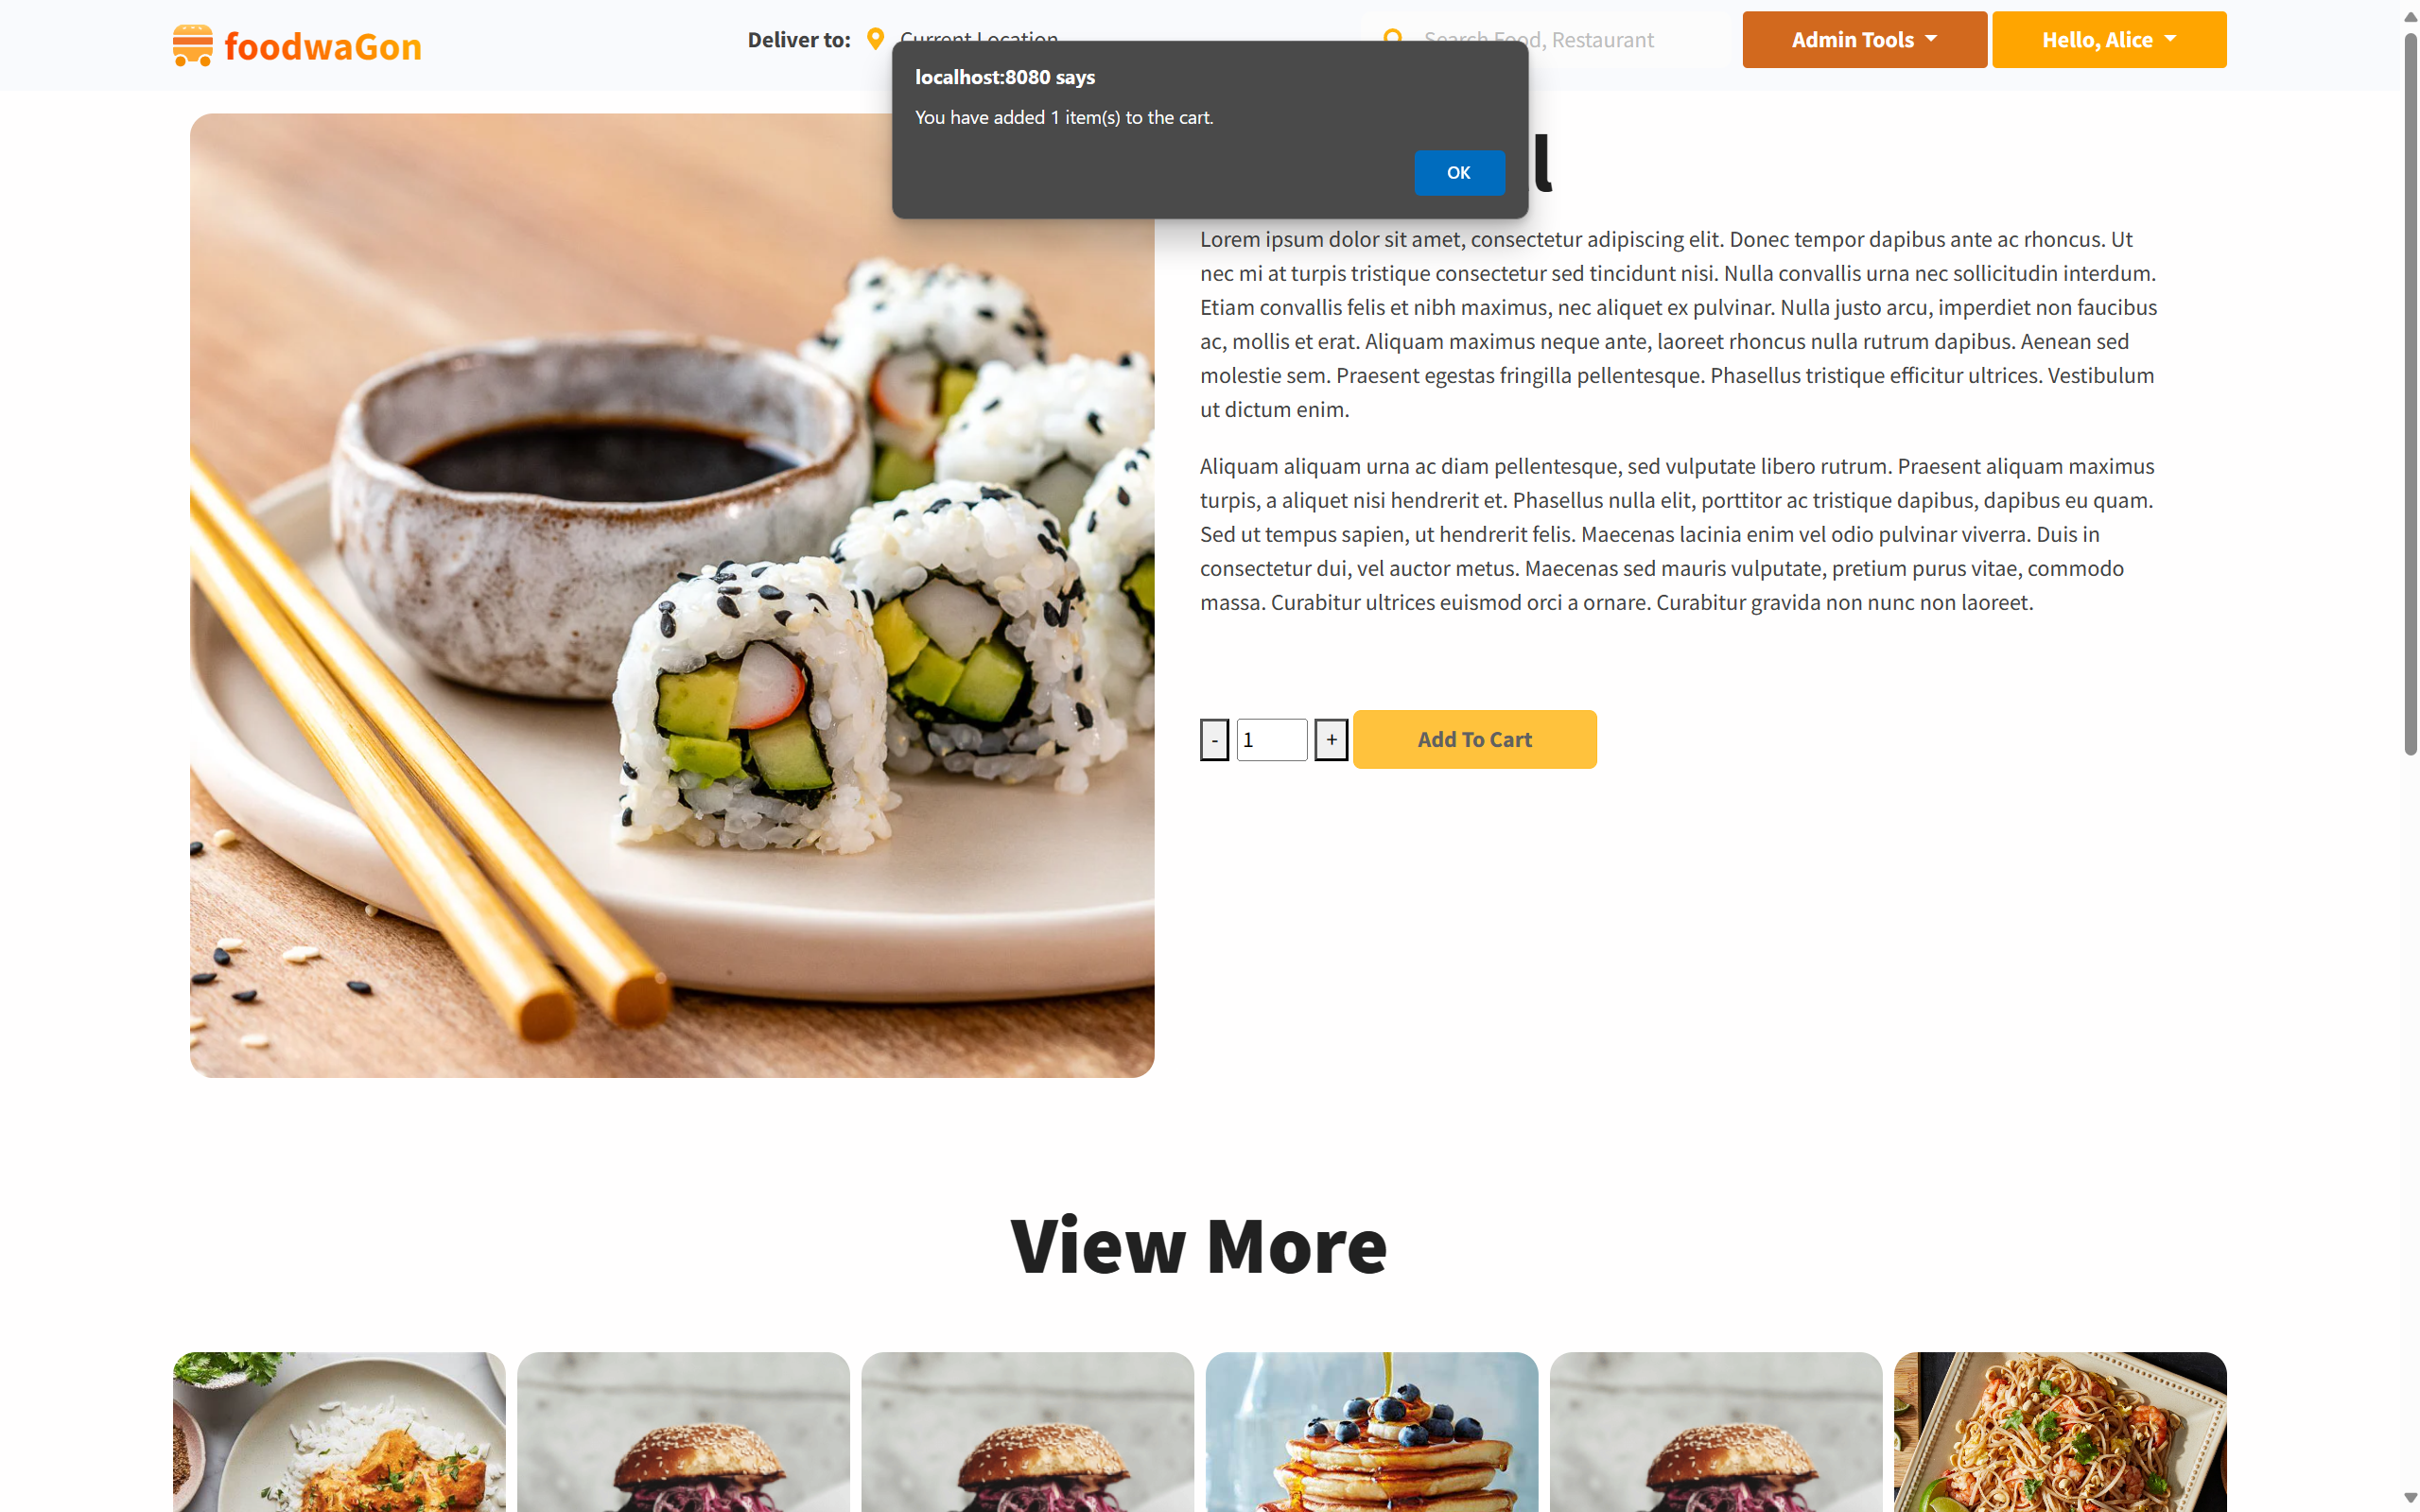 foodwaGon
Deliver to: Current Location
Search Food, Restaurant
Admin Tools
Hello, Alice
localhost:8080 says
You have added 1 item(s) to the cart.
OK
Lorem ipsum dolor sit amet, consectetur adipiscing elit. Donec tempor dapibus ante ac rhoncus. Ut
nec mi at turpis tristique consectetur sed tincidunt nisi. Nulla convallis urna nec sollicitudin interdum.
Etiam convallis felis et nibh maximus, nec aliquet ex pulvinar. Nulla justo arcu, imperdiet non faucibus
ac, mollis et erat. Aliquam maximus neque ante, laoreet rhoncus nulla rutrum dapibus. Aenean sed
molestie sem. Praesent egestas fringilla pellentesque. Phasellus tristique efficitur ultrices. Vestibulum
ut dictum enim.
Aliquam aliquam urna ac diam pellentesque, sed vulputate libero rutrum. Praesent aliquam maximus
turpis, a aliquet nisi hendrerit et. Phasellus nulla elit, porttitor ac tristique dapibus, dapibus eu quam.
Sed ut tempus sapien, ut hendrerit felis. Maecenas lacinia enim vel odio pulvinar viverra. Duis in
consectetur dui, vel auctor metus. Maecenas sed mauris vulputate, pretium purus vitae, commodo
massa. Curabitur ultrices euismod orci a ornare. Curabitur gravida non nunc non laoreet.
- 1 + Add To Cart
View More